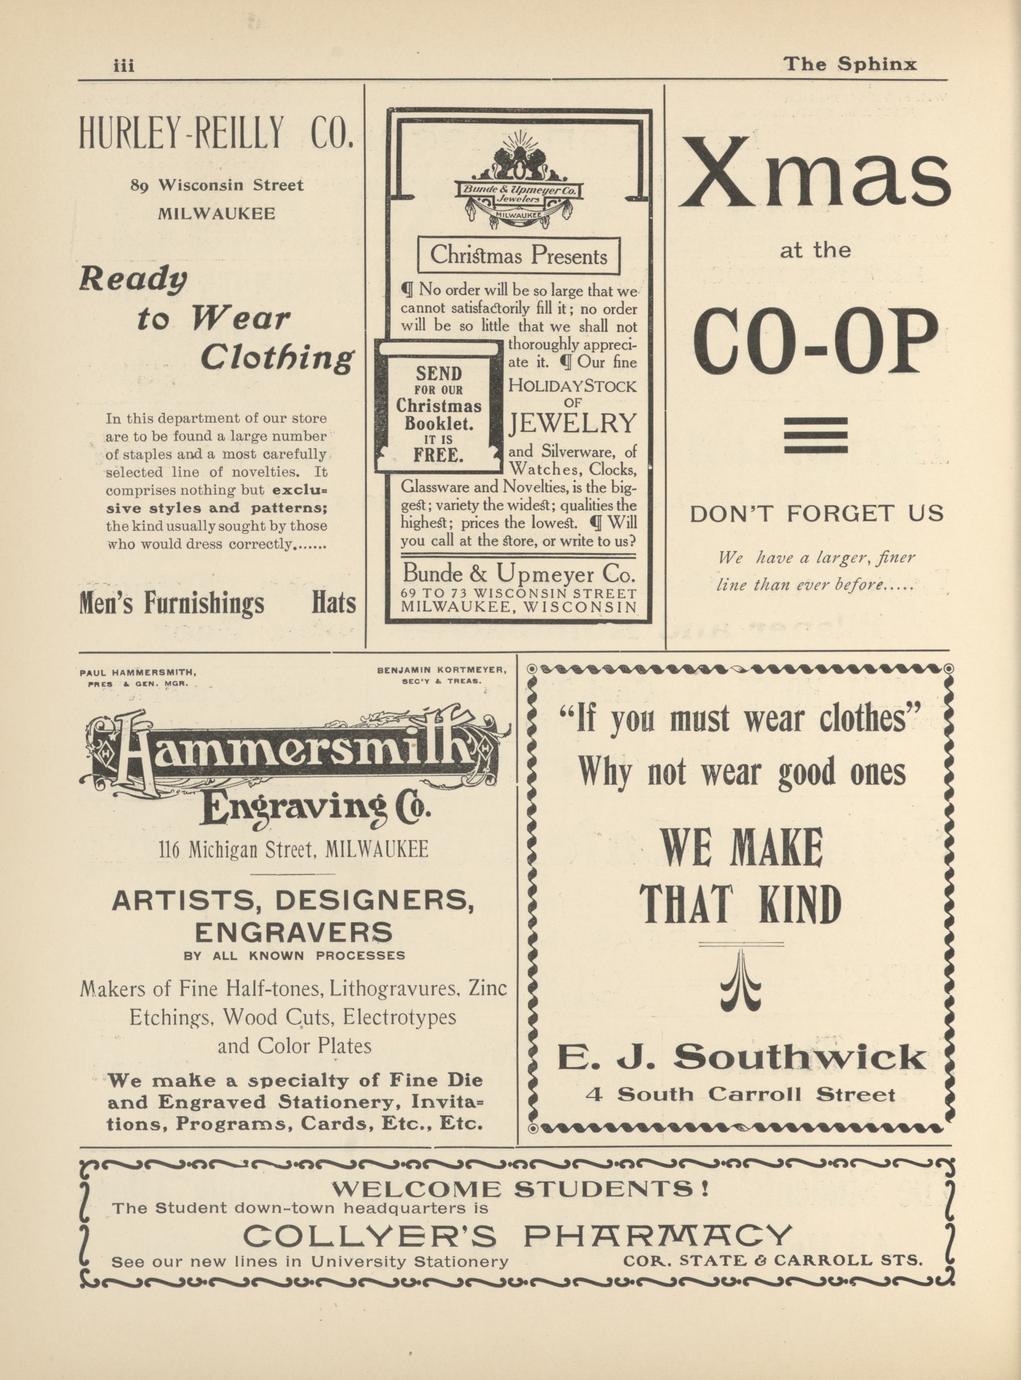 iii
The Sphinx
HURLEY-REILLY CO.
89 Wisconsin Street
MILWAUKEE
Ready
to Wear
Clothing
In this department of our store
are to be found a large number
of staples and a most carefully
selected line of novelties. It
comprises nothing but exclu=
sive styles and patterns;
the kind usually sought by those
who would dress correctly.......
Men's Furnishings Hats
Bunde & Upmeyer Co.
Jewelers
MILWAUKEE
Christmas Presents
¶ No order will be so large that we
cannot satisfactorily fill it; no order
will be so little that we shall not
thoroughly appreci-
ate it. ¶ Our fine
HOLIDAY STOCK
OF
JEWELRY
and Silverware, of
Watches, Clocks,
Glassware and Novelties, is the big-
gest; variety the widest; qualities the
highest; prices the lowest. ¶ Will
you call at the store, or write to us?
SEND
FOR OUR
Christmas
Booklet.
IT IS
FREE.
Bunde & Upmeyer Co.
69 TO 73 WISCONSIN STREET
MILWAUKEE, WISCONSIN
Xmas
at the
CO-OP
DON'T FORGET US
We have a larger, finer
line than ever before.....
PAUL HAMMERSMITH,
PRES & GEN. MGR.
BENJAMIN KORTMEYER,
SEC'Y & TREAS.
Hammersmith
Engraving Co.
116 Michigan Street, MILWAUKEE
ARTISTS, DESIGNERS,
ENGRAVERS
BY ALL KNOWN PROCESSES
Makers of Fine Half-tones, Lithogravures, Zinc
Etchings, Wood Cuts, Electrotypes
and Color Plates
We make a specialty of Fine Die
and Engraved Stationery, Invita=
tions, Programs, Cards, Etc., Etc.
"If you must wear clothes"
Why not wear good ones
WE MAKE
THAT KIND
E. J. Southwick
4 South Carroll Street
WELCOME STUDENTS!
The Student down-town headquarters is
COLLYER'S PHARMACY
See our new lines in University Stationery
COR. STATE & CARROLL STS.